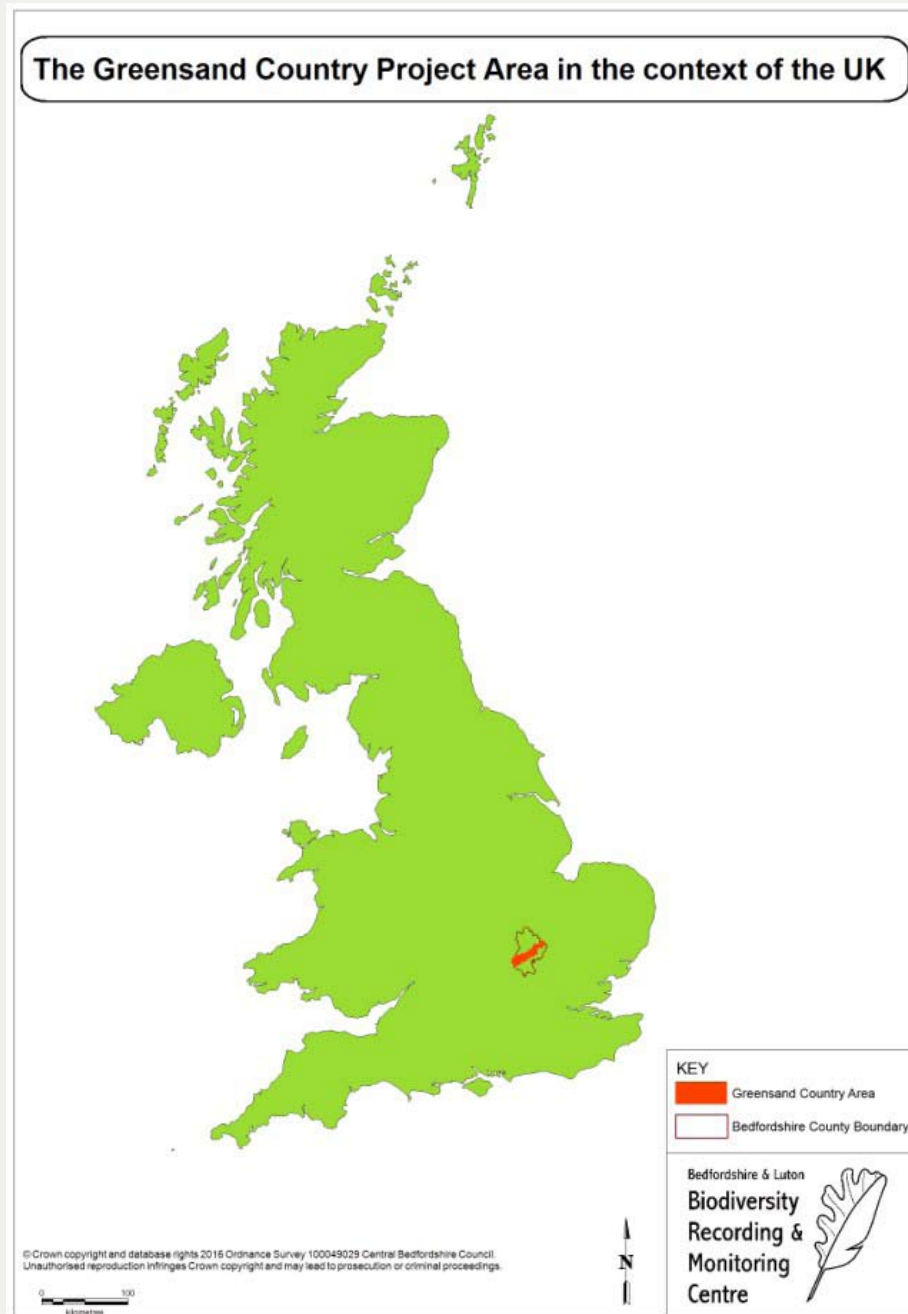 The Greensand Country Project Area in the context of the UK
KEY
Greensand Country Area
Bedfordshire County Boundary
Bedfordshire & Luton
Biodiversity
Recording &
Monitoring
Centre
N
© Crown copyright and database rights 2016 Ordnance Survey 100049029 Central Bedfordshire Council.
Unauthorised reproduction infringes Crown copyright and may lead to prosecution or criminal proceedings.
0 100
kilometres